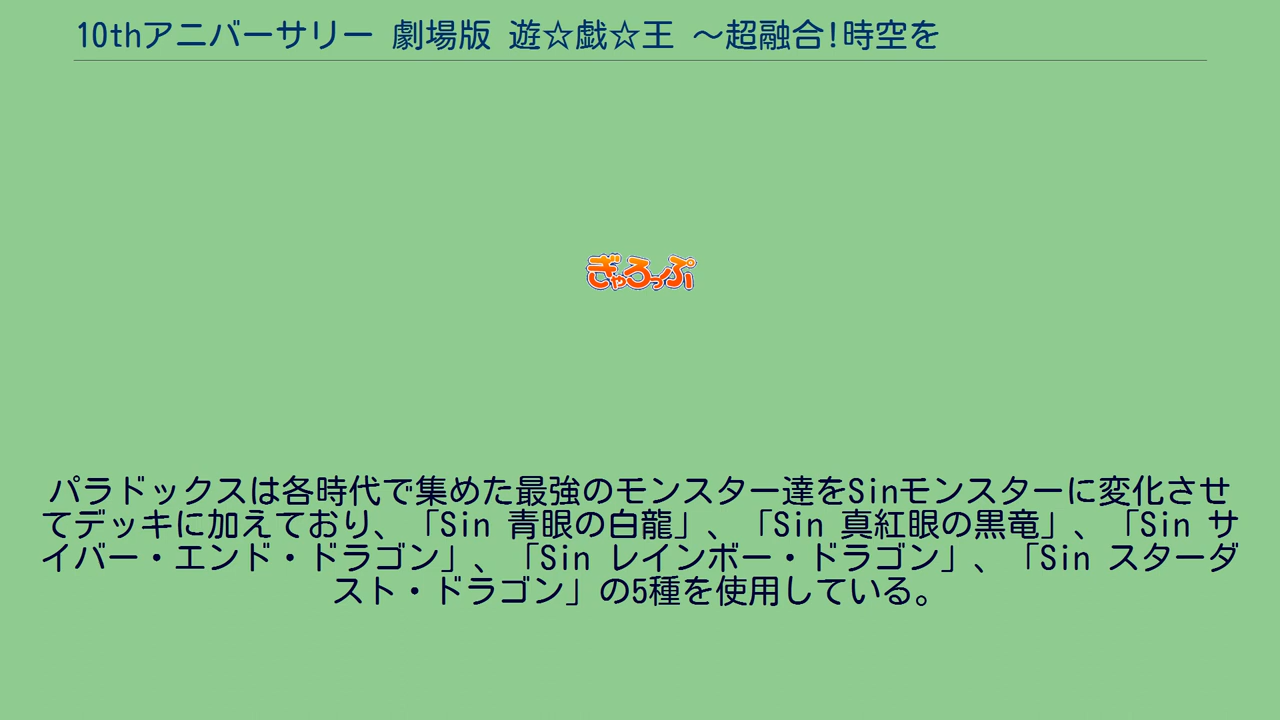 10thアニバーサリー 劇場版 遊☆戯☆王 ～超融合!時空を
ぎゃろっぷ
パラドックスは各時代で集めた最強のモンスター達をSinモンスターに変化させ
てデッキに加えており、「Sin 青眼の白龍」、「Sin 真紅眼の黒竜」、「Sin サ
イバー・エンド・ドラゴン」、「Sin レインボー・ドラゴン」、「Sin スターダ
スト・ドラゴン」の5種を使用している。